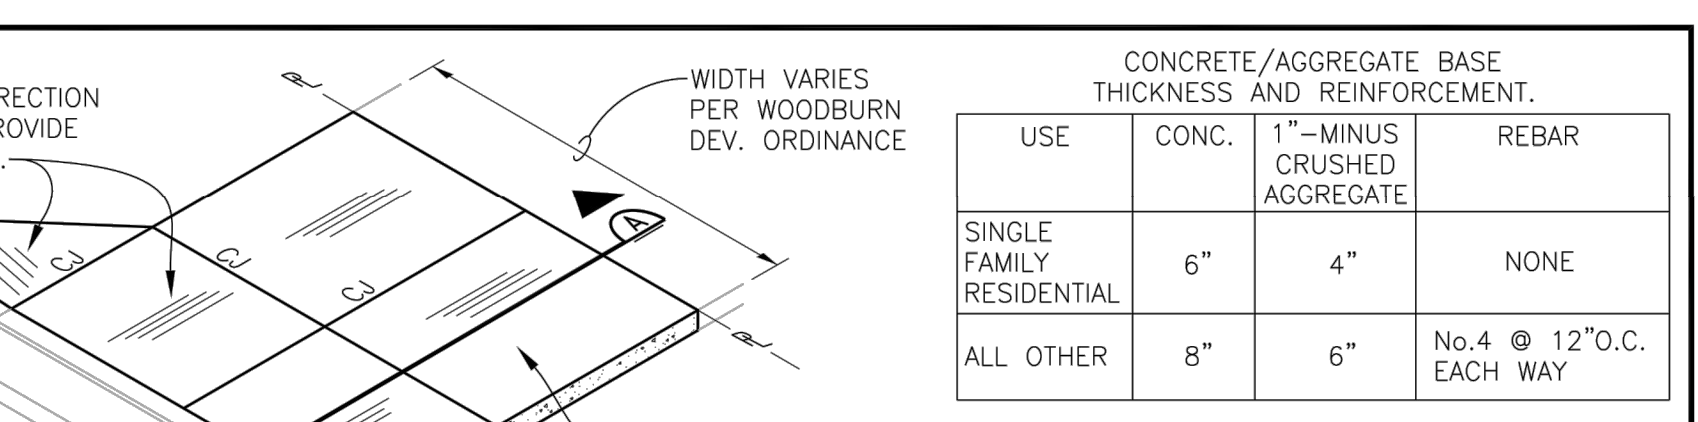 RECTION
ROVIDE
PL
WIDTH VARIES
PER WOODBURN
DEV. ORDINANCE
A
CJ
CJ
CJ
PL
CONCRETE/AGGREGATE BASE
THICKNESS AND REINFORCEMENT.
USE
CONC.
1"-MINUS
CRUSHED
AGGREGATE
REBAR
SINGLE
FAMILY
RESIDENTIAL
6"
4"
NONE
ALL OTHER
8"
6"
No.4 @ 12"O.C.
EACH WAY